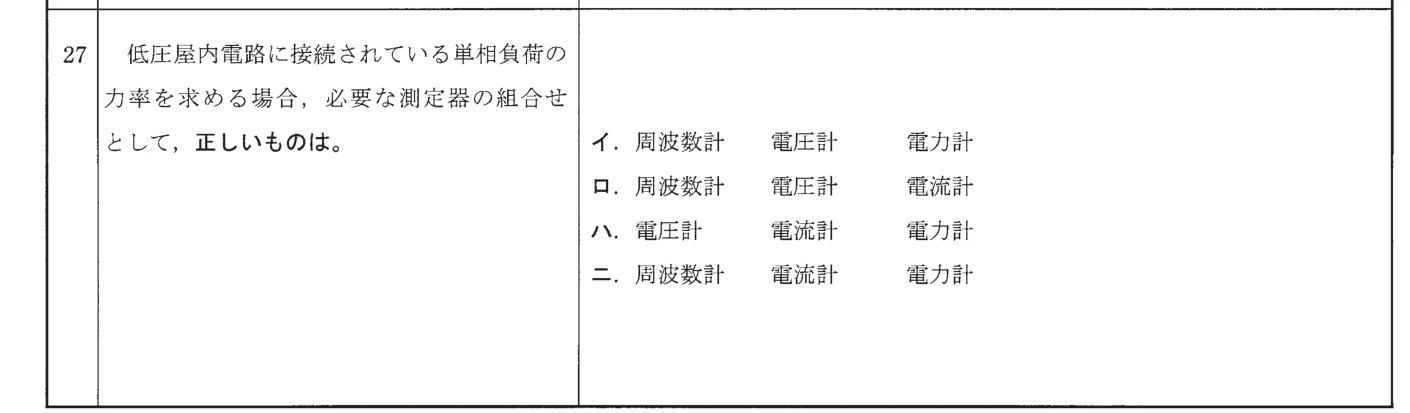 27 低圧屋内電路に接続されている単相負荷の
力率を求める場合，必要な測定器の組合せ
として，正しいものは。
イ．周波数計 電圧計 電力計
ロ．周波数計 電圧計 電流計
ハ．電圧計 電流計 電力計
ニ．周波数計 電流計 電力計